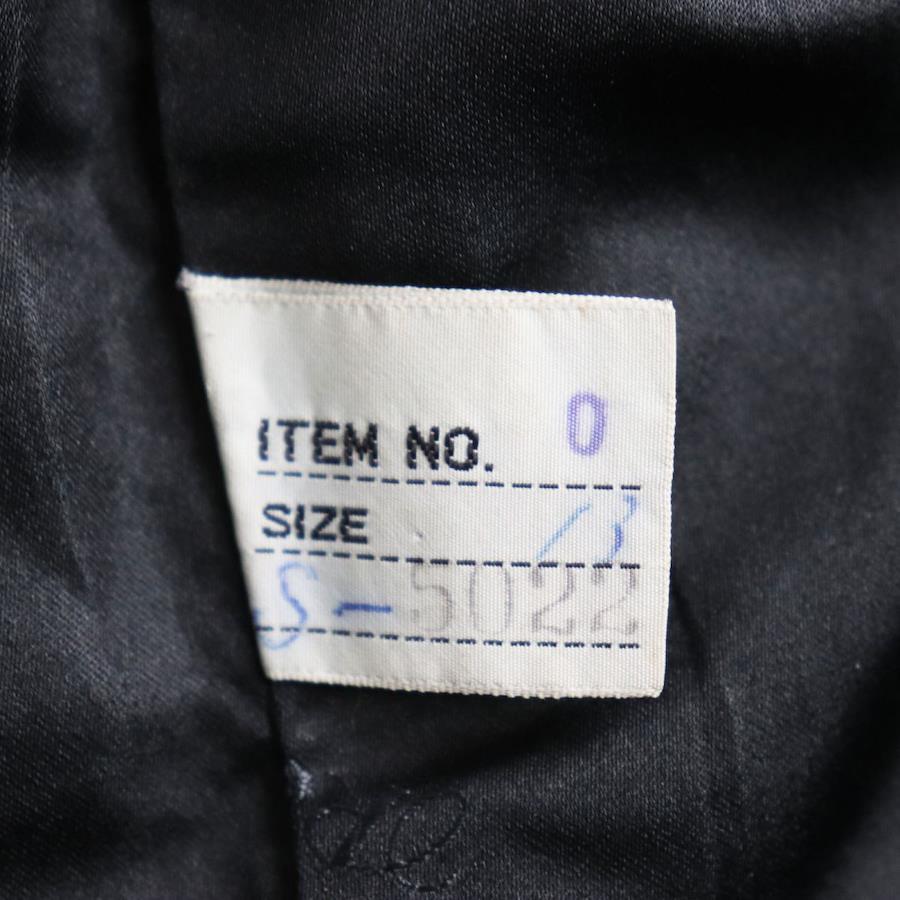 ITEM NO. 0
SIZE 13
S-5022